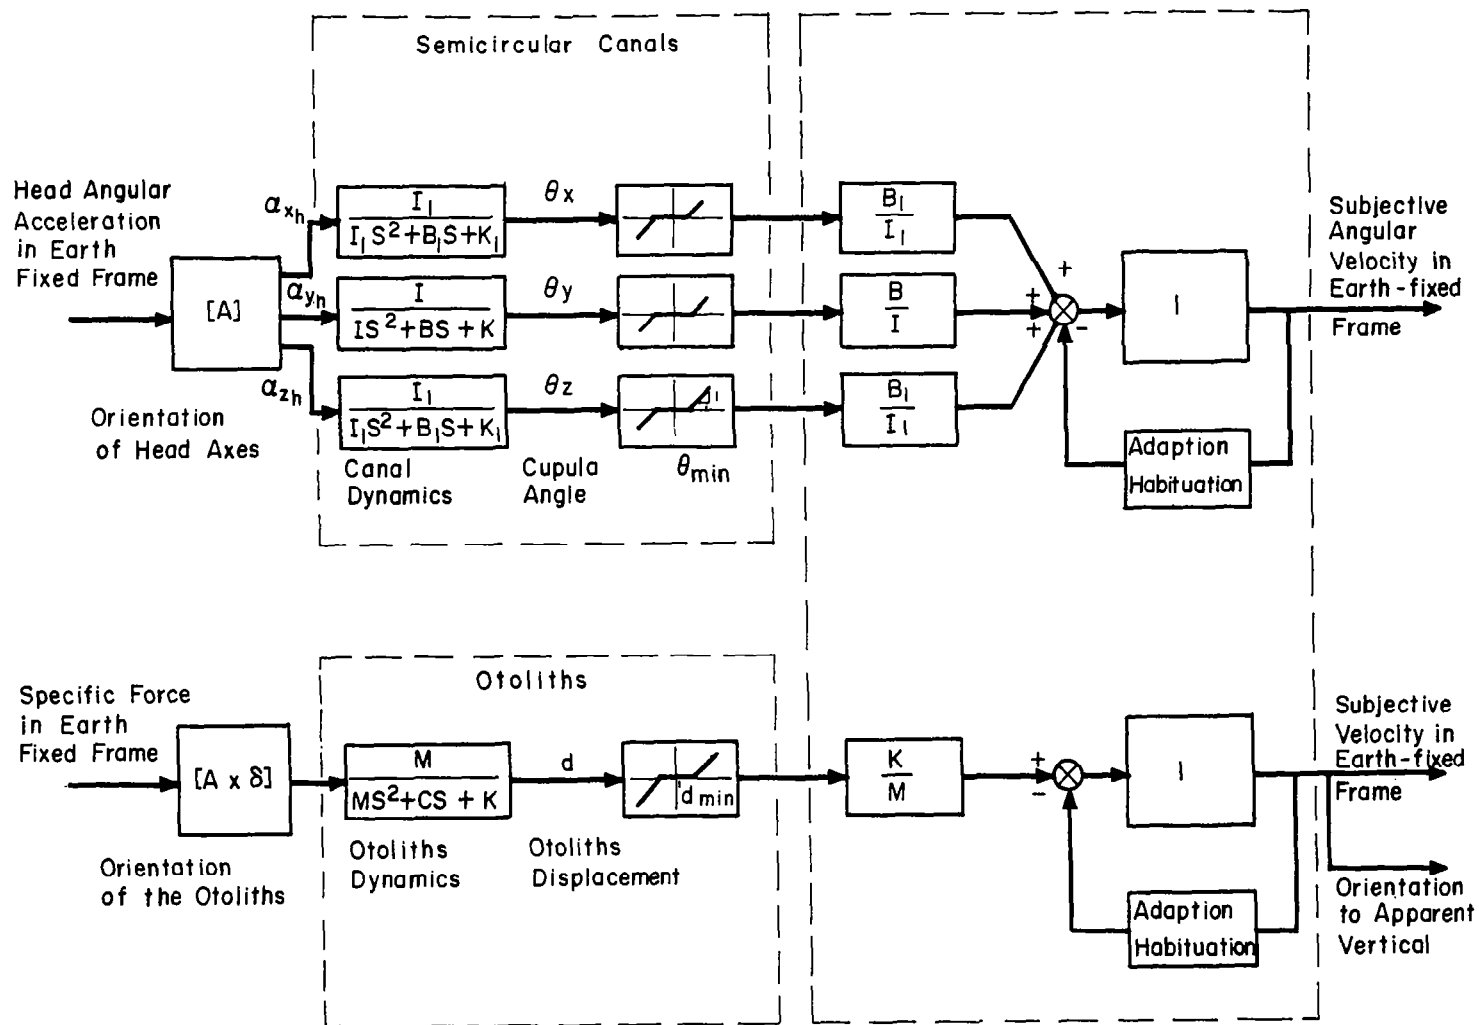 Semicircular Canals
Head Angular
Acceleration
in Earth
Fixed Frame
[A]
Orientation
of Head Axes
αxh
αyh
αzh
I₁
I₁S²+B₁S+K₁
I
IS²+BS+K
I₁
I₁S²+B₁S+K₁
Canal
Dynamics
θx
θy
θz
Cupula
Angle
θmin
B₁
I₁
B
I
B₁
I₁
+
+
+
-
I
Adaption
Habituation
Subjective
Angular
Velocity in
Earth-fixed
Frame
Otoliths
Specific Force
in Earth
Fixed Frame
[A x δ]
Orientation
of the Otoliths
M
MS²+CS+K
Otoliths
Dynamics
d
Otoliths
Displacement
dmin
K
M
+
-
I
Adaption
Habituation
Subjective
Velocity in
Earth-fixed
Frame
Orientation
to Apparent
Vertical